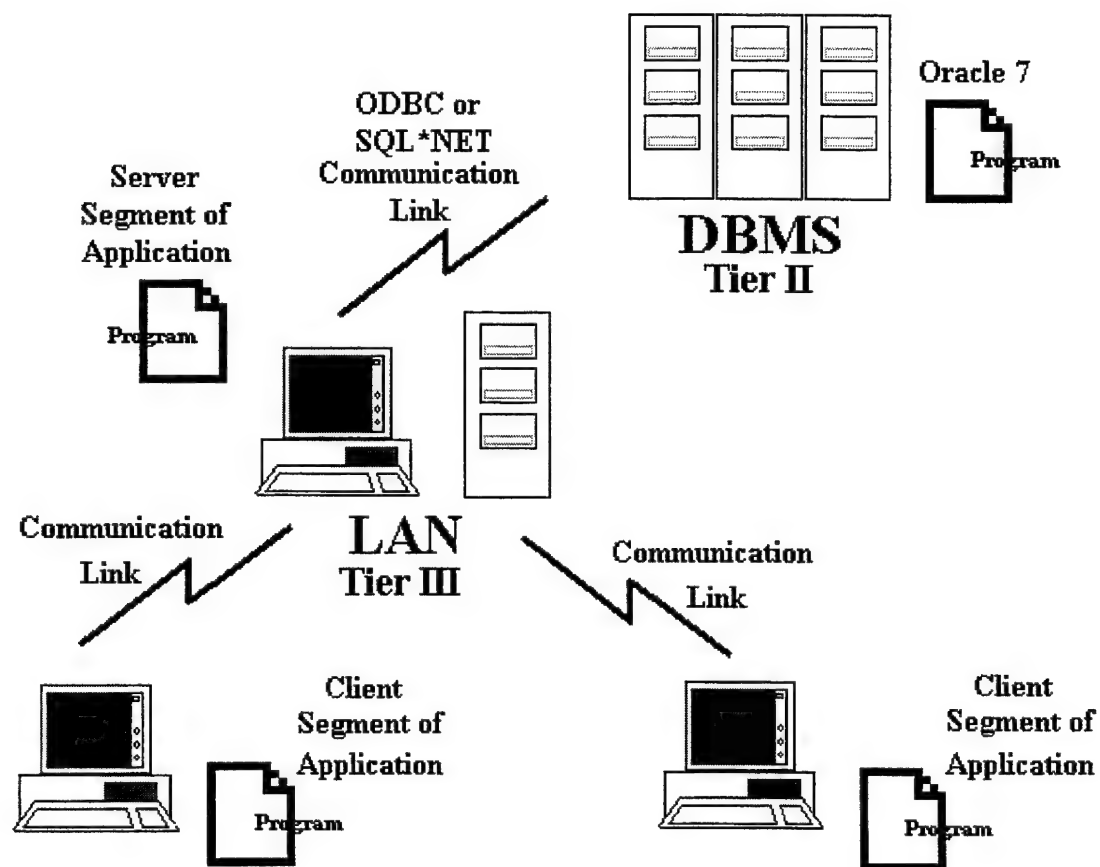 Oracle 7
Program
ODBC or
SQL*NET
Communication
Link
DBMS
Tier II
Server
Segment of
Application
Program
LAN
Tier III
Communication
Link
Communication
Link
Client
Segment of
Application
Program
Client
Segment of
Application
Program